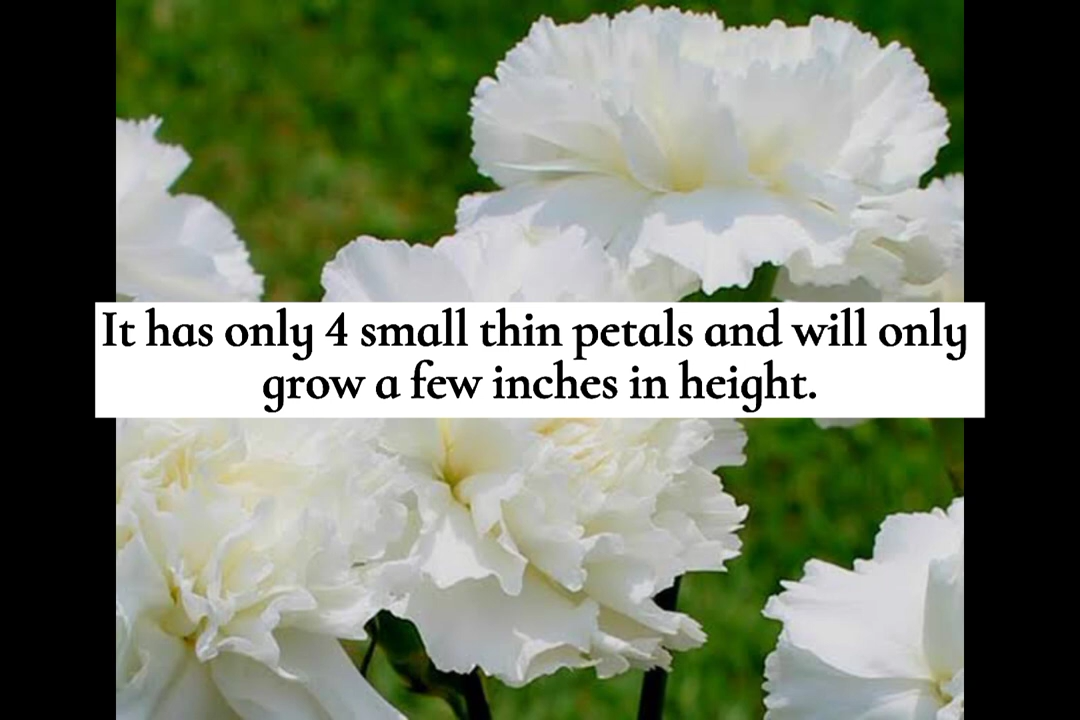 It has only 4 small thin petals and will only
grow a few inches in height.